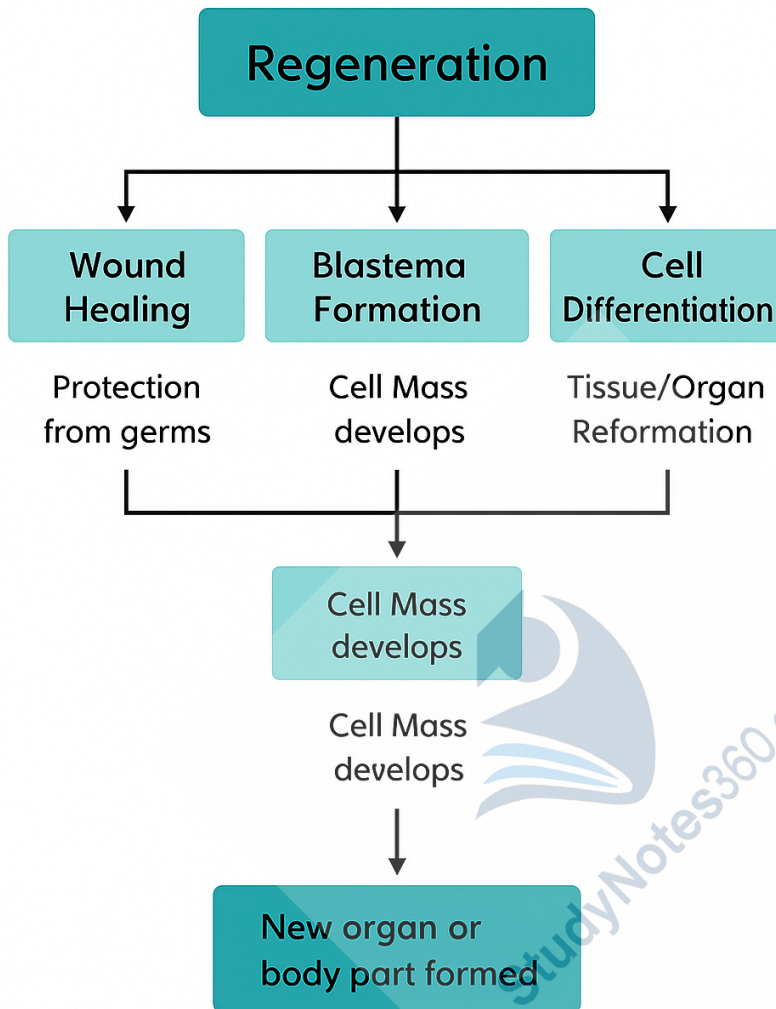 Regeneration
Wound
Healing
Blastema
Formation
Cell
Differentiation
Protection
from germs
Cell Mass
develops
Tissue/Organ
Reformation
Cell Mass
develops
Cell Mass
develops
New organ or
body part formed
StudyNotes360